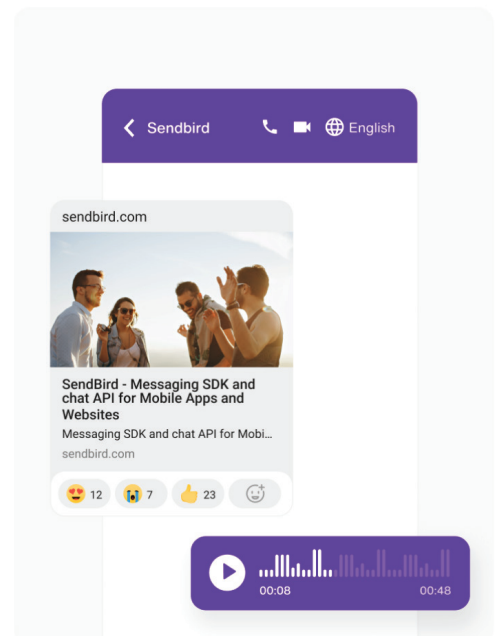 Sendbird English
sendbird.com
SendBird - Messaging SDK and
chat API for Mobile Apps and
Websites
Messaging SDK and chat API for Mobi...
sendbird.com
12 7 23
00:08 00:48